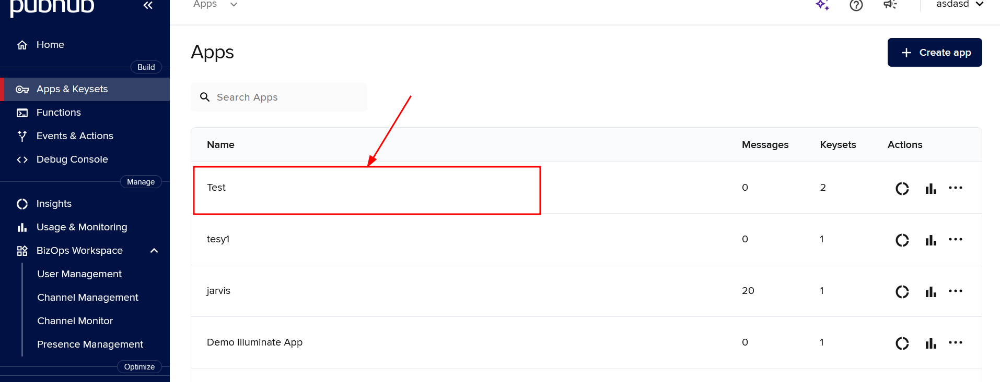 pubnub
Apps
asdasd
Home
Build
Apps & Keysets
Functions
Events & Actions
Debug Console
Manage
Insights
Usage & Monitoring
BizOps Workspace
User Management
Channel Management
Channel Monitor
Presence Management
Optimize
Apps
Create app
Search Apps
Name Messages Keysets Actions
Test 0 2
tesy1 0 1
jarvis 20 1
Demo Illuminate App 0 1